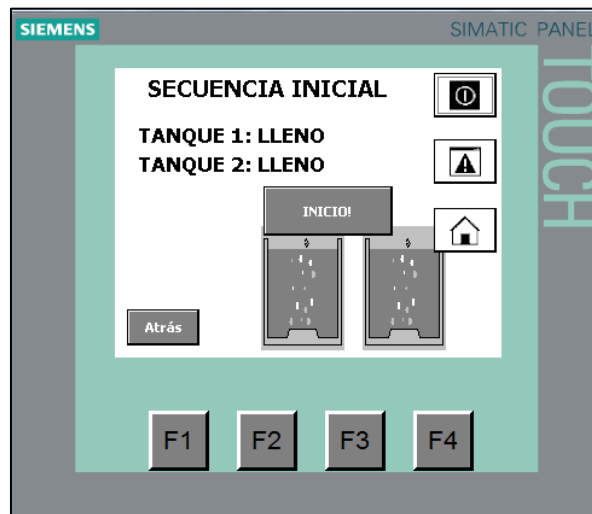 SIEMENS
SIMATIC PANEL
TOUCH
SECUENCIA INICIAL
TANQUE 1: LLENO
TANQUE 2: LLENO
INICIO!
Atrás
F1 F2 F3 F4